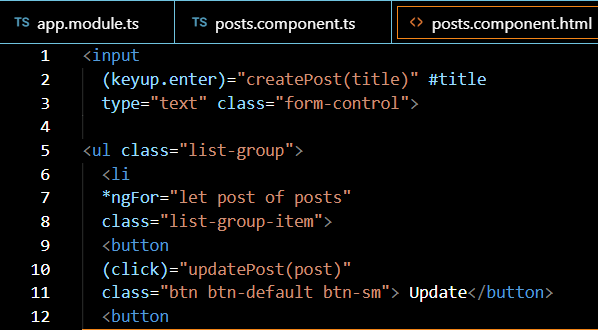 TS app.module.ts TS posts.component.ts <> posts.component.html
1 <input
2 (keyup.enter)="createPost(title)" #title
3 type="text" class="form-control">
4
5 <ul class="list-group">
6 <li
7 *ngFor="let post of posts"
8 class="list-group-item">
9 <button
10 (click)="updatePost(post)"
11 class="btn btn-default btn-sm"> Update</button>
12 <button